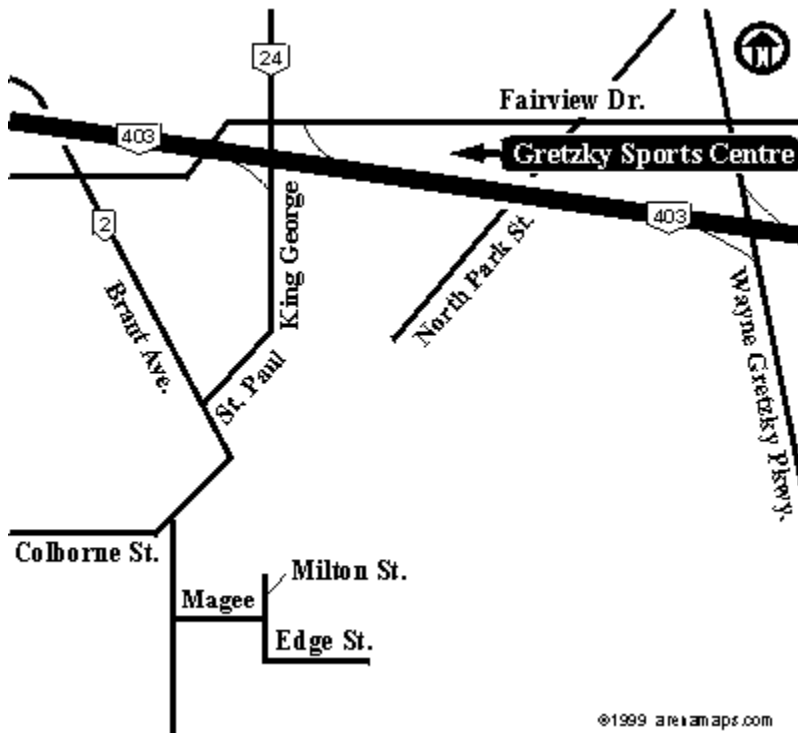 24
N
Fairview Dr.
403
Gretzky Sports Centre
2
403
King George
North Park St.
Brant Ave.
St. Paul
Wayne Gretzky Pkwy.
Colborne St.
Milton St.
Magee
Edge St.
©1999 arenamaps.com